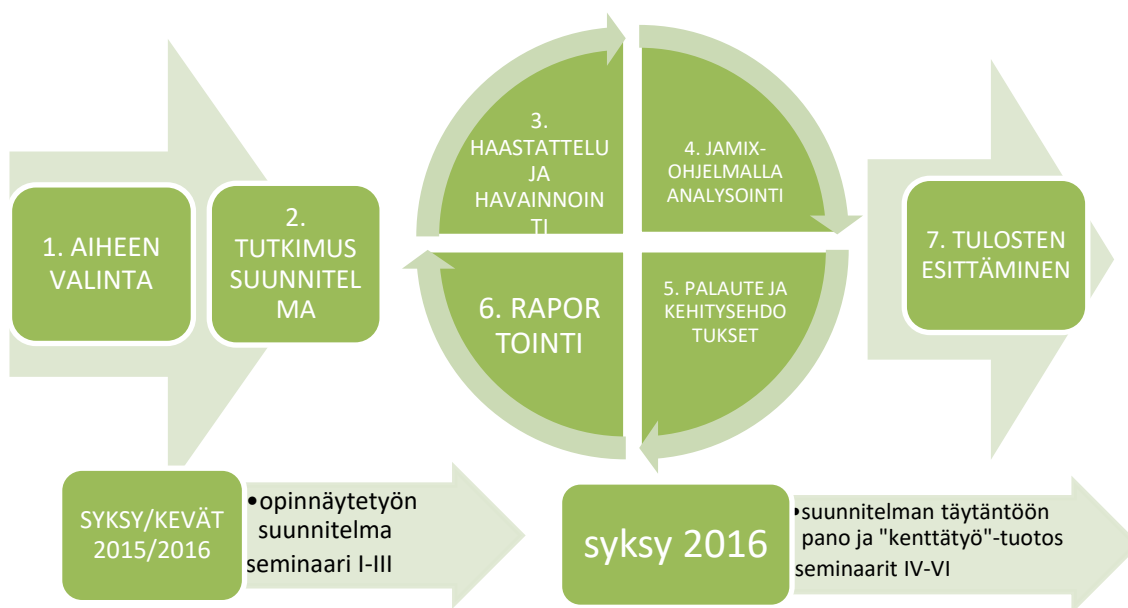 1. AIHEEN
VALINTA
2.
TUTKIMUS
SUUNNITEL
MA
3.
HAASTATTELU
JA
HAVAINNOIN
TI
4. JAMIX-
OHJELMALLA
ANALYSOINTI
5. PALAUTE JA
KEHITYSEHDO
TUKSET
6. RAPOR
TOINTI
7. TULOSTEN
ESITTÄMINEN
SYKSY/KEVÄT
2015/2016
•opinnäytetyön
suunnitelma
seminaari I-III
syksy 2016
•suunnitelman täytäntöön
pano ja "kenttätyö"-tuotos
seminaarit IV-VI